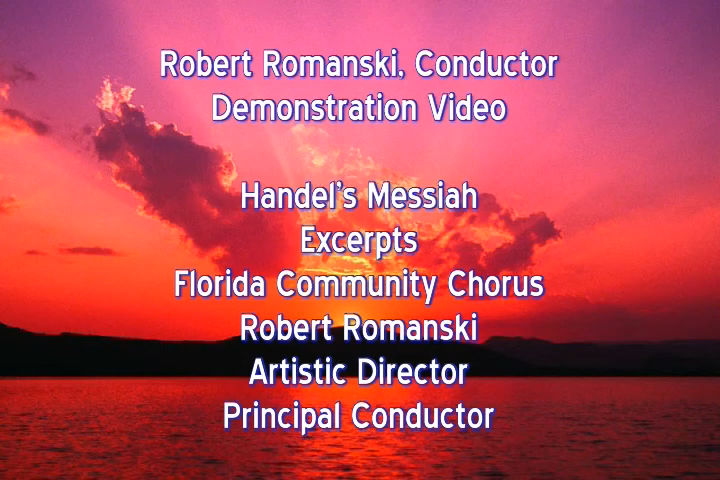 Robert Romanski, Conductor
Demonstration Video
Handel's Messiah
Excerpts
Florida Community Chorus
Robert Romanski
Artistic Director
Principal Conductor